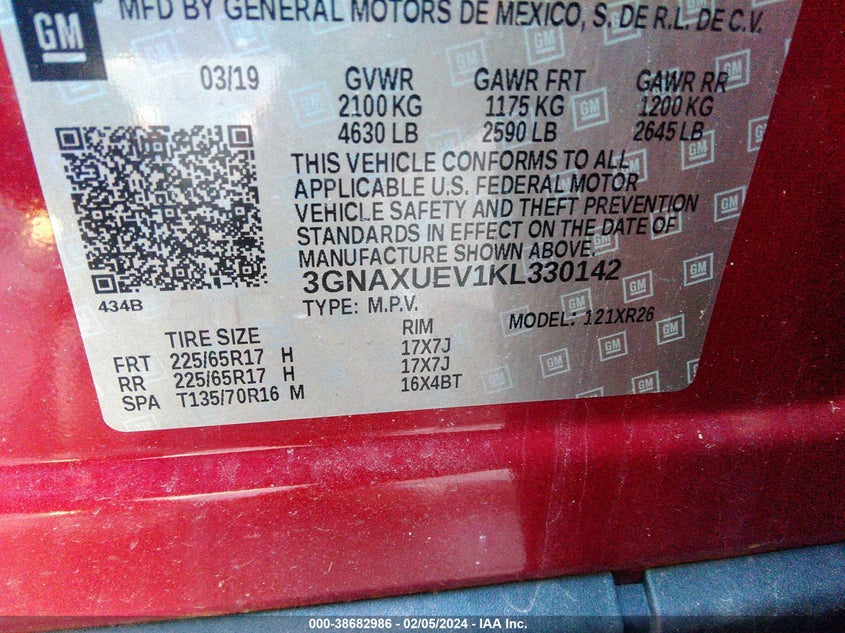 GM
MFD BY GENERAL MOTORS DE MEXICO, S. DE R.L. DE C.V.
03/19 GVWR GAWR FRT GAWR RR
2100 KG 1175 KG 1200 KG
4630 LB 2590 LB 2645 LB
THIS VEHICLE CONFORMS TO ALL
APPLICABLE U.S. FEDERAL MOTOR
VEHICLE SAFETY AND THEFT PREVENTION
STANDARDS IN EFFECT ON THE DATE OF
MANUFACTURE SHOWN ABOVE.
434B
3GNAXUEV1KL330142
TYPE: M.P.V. MODEL: 121XR26
TIRE SIZE RIM
FRT 225/65R17 H 17X7J
RR 225/65R17 H 17X7J
SPA T135/70R16 M 16X4BT
000-38682986 - 02/05/2024 - IAA Inc.